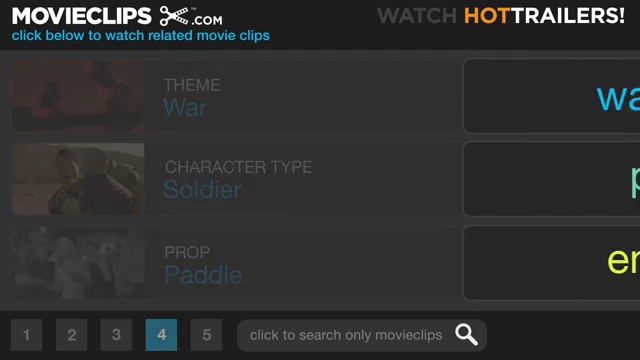 MOVIECLIPS™.COM
WATCH HOTTRAILERS!
click below to watch related movie clips
THEME
War
CHARACTER TYPE
Soldier
PROP
Paddle
1 2 3 4 5
click to search only movieclips